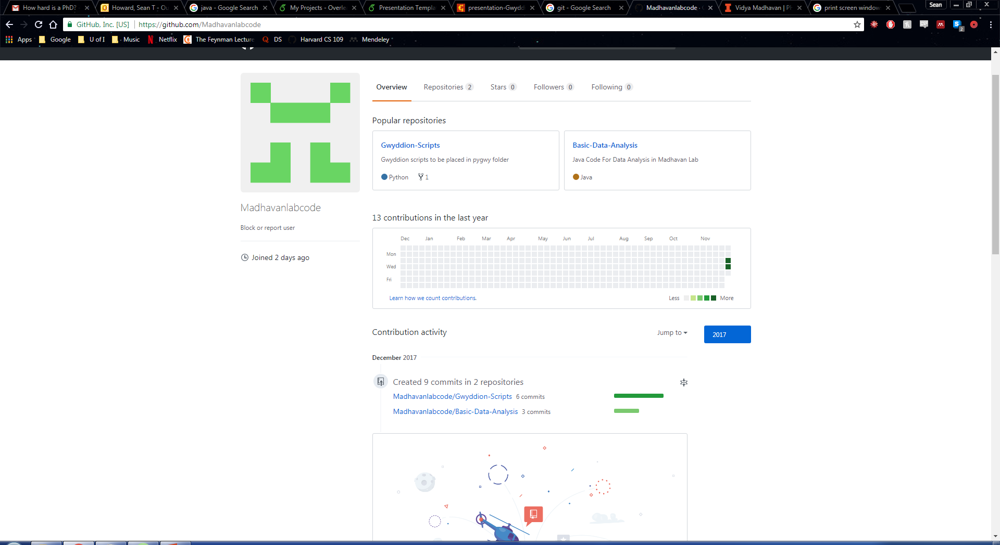 How hard is a PhD? -
Howard, Sean T - Ou
java - Google Search
My Projects - Overle
Presentation Templa
presentation-Gwydd
git - Google Search
Madhavanlabcode ·
Vidya Madhavan | P
print screen window
Sean
GitHub, Inc. [US] https://github.com/Madhavanlabcode
Apps Google U of I Music Netflix The Feynman Lecture DS Harvard CS 109 Mendeley
Overview Repositories 2 Stars 0 Followers 0 Following 0
Popular repositories
Gwyddion-Scripts
Gwyddion scripts to be placed in pygwy folder
Python 1
Basic-Data-Analysis
Java Code For Data Analysis in Madhavan Lab
Java
Madhavanlabcode
Block or report user
Joined 2 days ago
13 contributions in the last year
Dec Jan Feb Mar Apr May Jun Jul Aug Sep Oct Nov
Mon
Wed
Fri
Learn how we count contributions.
Less More
Contribution activity
Jump to
2017
December 2017
Created 9 commits in 2 repositories
Madhavanlabcode/Gwyddion-Scripts 6 commits
Madhavanlabcode/Basic-Data-Analysis 3 commits